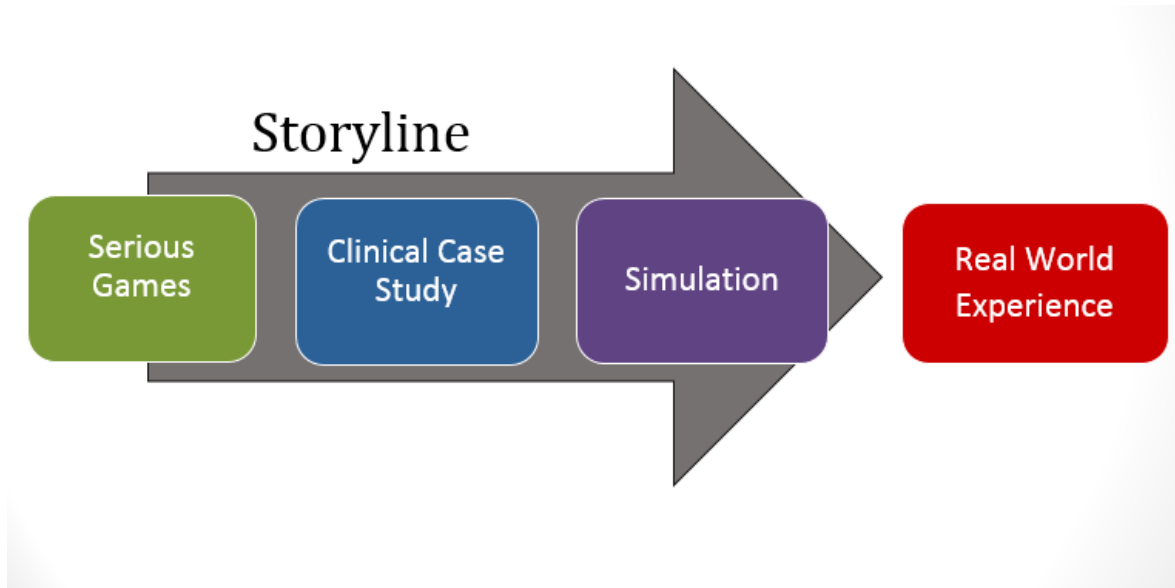 Storyline
Serious
Games
Clinical Case
Study
Simulation
Real World
Experience